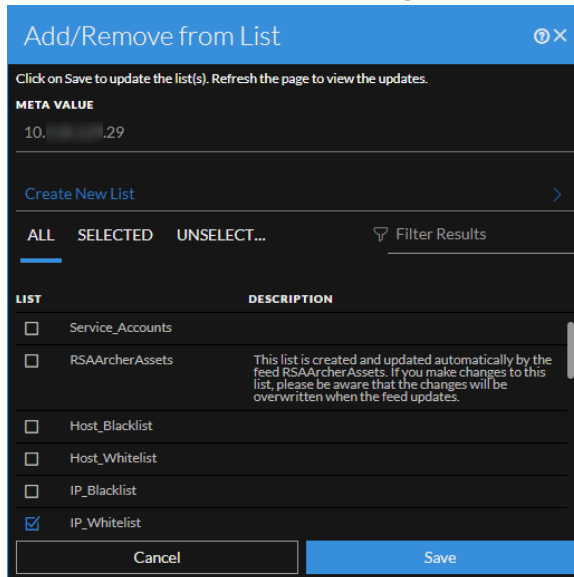 Add/Remove from List
Click on Save to update the list(s). Refresh the page to view the updates.
META VALUE
10. .29
Create New List
ALL SELECTED UNSELECT... Filter Results
LIST DESCRIPTION
Service_Accounts
RSAArcherAssets This list is created and updated automatically by the
feed RSAArcherAssets. If you make changes to this
list, please be aware that the changes will be
overwritten when the feed updates.
Host_Blacklist
Host_Whitelist
IP_Blacklist
IP_Whitelist
Cancel Save